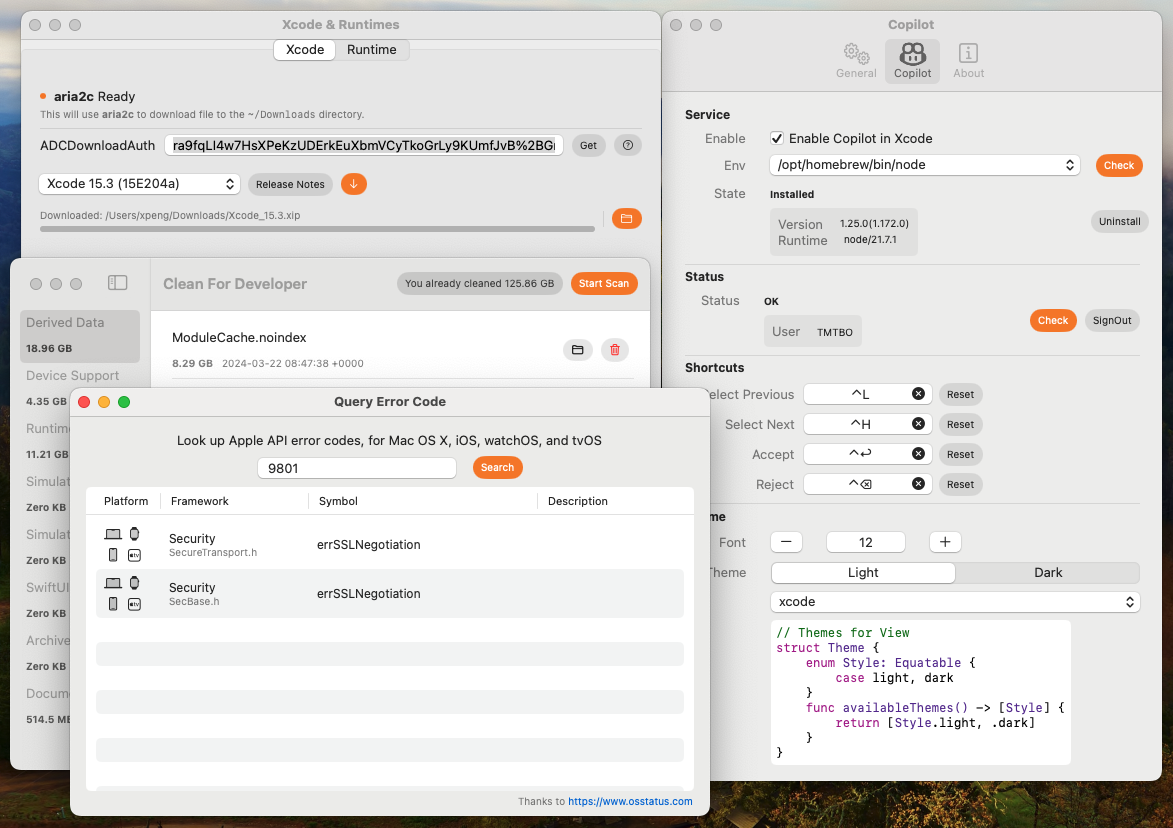 Xcode & Runtimes
Xcode Runtime
aria2c Ready
This will use aria2c to download file to the ~/Downloads directory.
ADCDownloadAuth ra9fqLI4w7HsXPeKzUDErkEuXbmVCyTkoGrLy9KUmfJvB%2BG Get
Xcode 15.3 (15E204a) Release Notes
Downloaded: /Users/xpeng/Downloads/Xcode_15.3.xip
Clean For Developer You already cleaned 125.86 GB Start Scan
Derived Data
18.96 GB
Device Support
4.35 GB
Runtime
11.21 GB
Simulat
Zero KB
Simulat
Zero KB
SwiftUI
Zero KB
Archive
Zero KB
Docum
514.5 MB
ModuleCache.noindex
8.29 GB 2024-03-22 08:47:38 +0000
Query Error Code
Look up Apple API error codes, for Mac OS X, iOS, watchOS, and tvOS
9801 Search
Platform Framework Symbol Description
Security
SecureTransport.h
errSSLNegotiation
tv
Security
SecBase.h
errSSLNegotiation
tv
Thanks to https://www.osstatus.com
Copilot
General Copilot About
Service
Enable Enable Copilot in Xcode
Env /opt/homebrew/bin/node Check
State Installed
Version 1.25.0(1.172.0)
Runtime node/21.7.1
Uninstall
Status
Status OK
User TMTBO
Check SignOut
Shortcuts
elect Previous ^L Reset
Select Next ^H Reset
Accept ^↩ Reset
Reject ^⌫ Reset
me
Font − 12 +
heme Light Dark
xcode
// Themes for View
struct Theme {
    enum Style: Equatable {
        case light, dark
    }
    func availableThemes() -> [Style] {
        return [Style.light, .dark]
    }
}